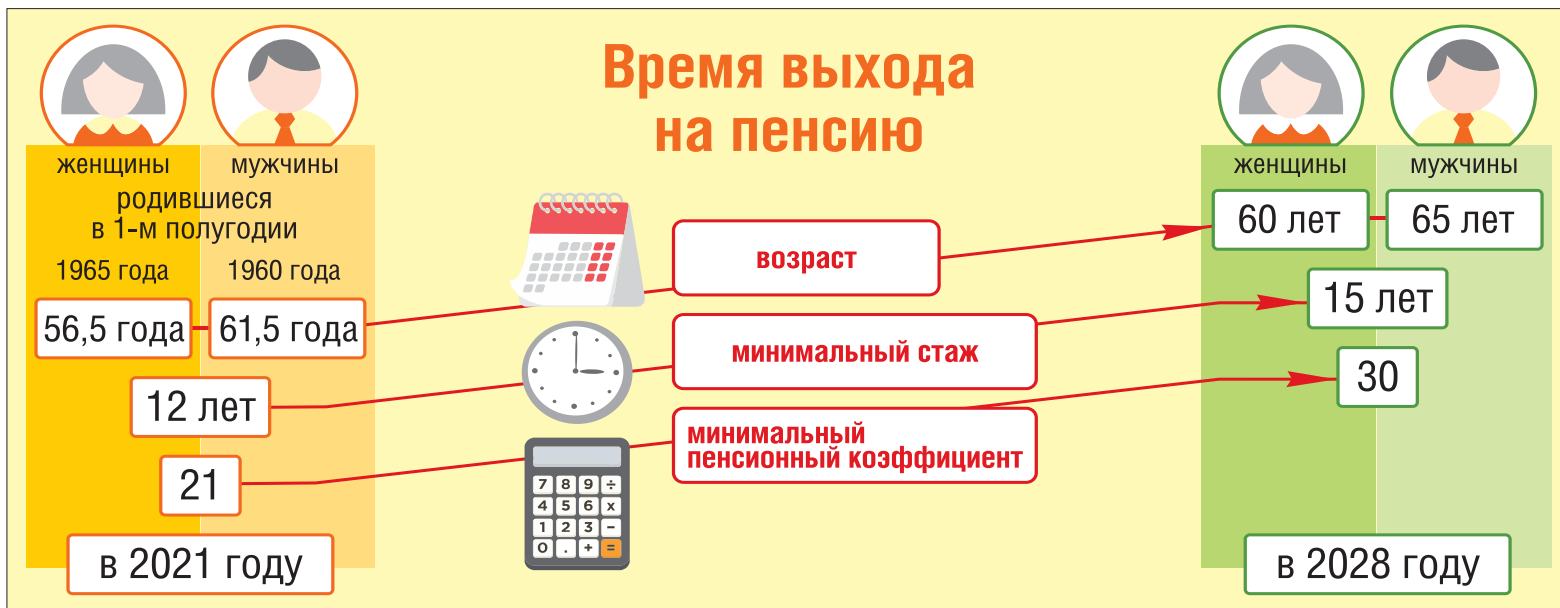 Время выхода
на пенсию
женщины
мужчины
родившиеся
в 1-м полугодии
1965 года
1960 года
56,5 года
61,5 года
12 лет
21
в 2021 году
возраст
минимальный стаж
минимальный
пенсионный коэффициент
7 8 9 ÷
4 5 6 x
1 2 3 −
0 . + =
женщины
мужчины
60 лет
65 лет
15 лет
30
в 2028 году